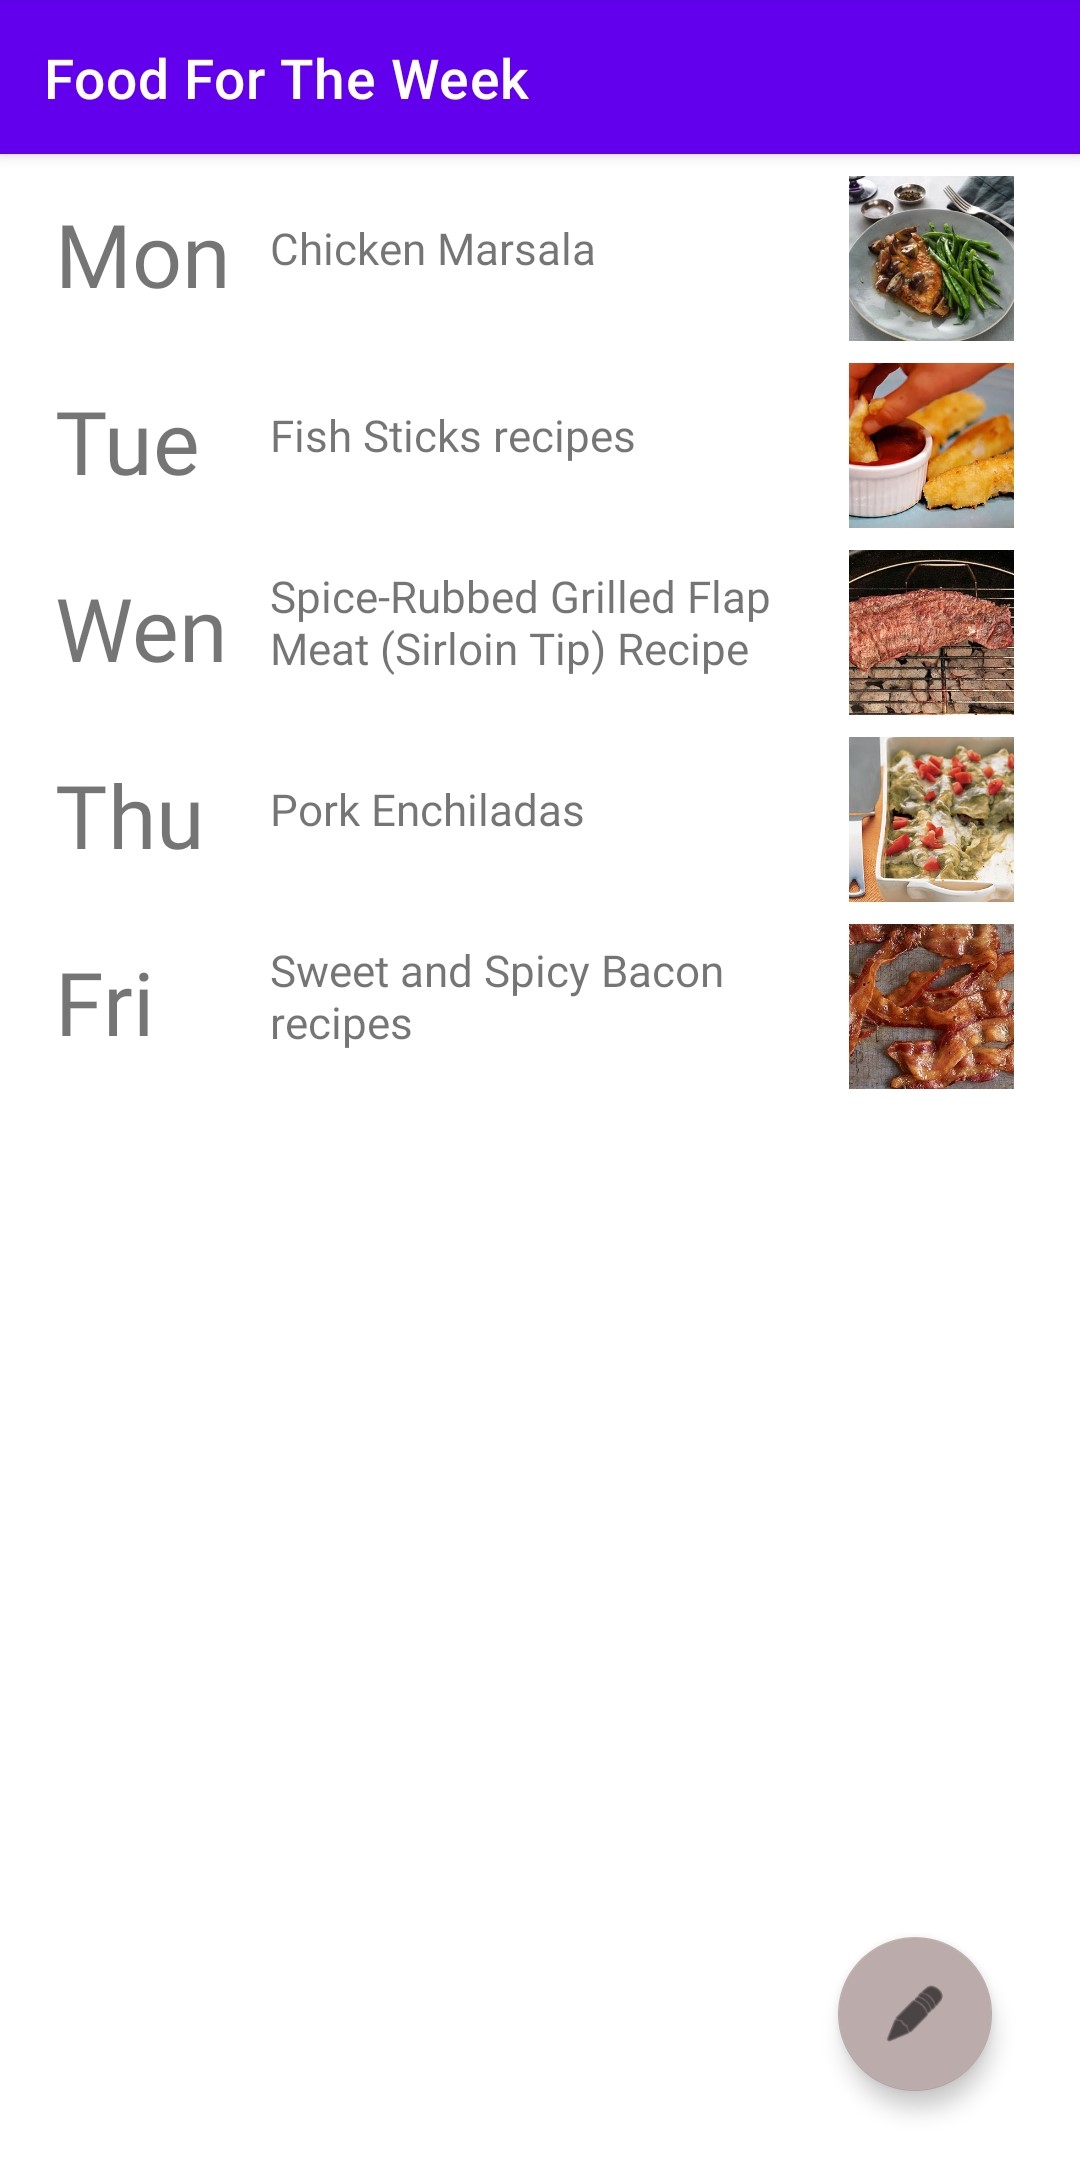 Food For The Week
Mon
Chicken Marsala
Tue
Fish Sticks recipes
Wen
Spice-Rubbed Grilled Flap
Meat (Sirloin Tip) Recipe
Thu
Pork Enchiladas
Fri
Sweet and Spicy Bacon
recipes